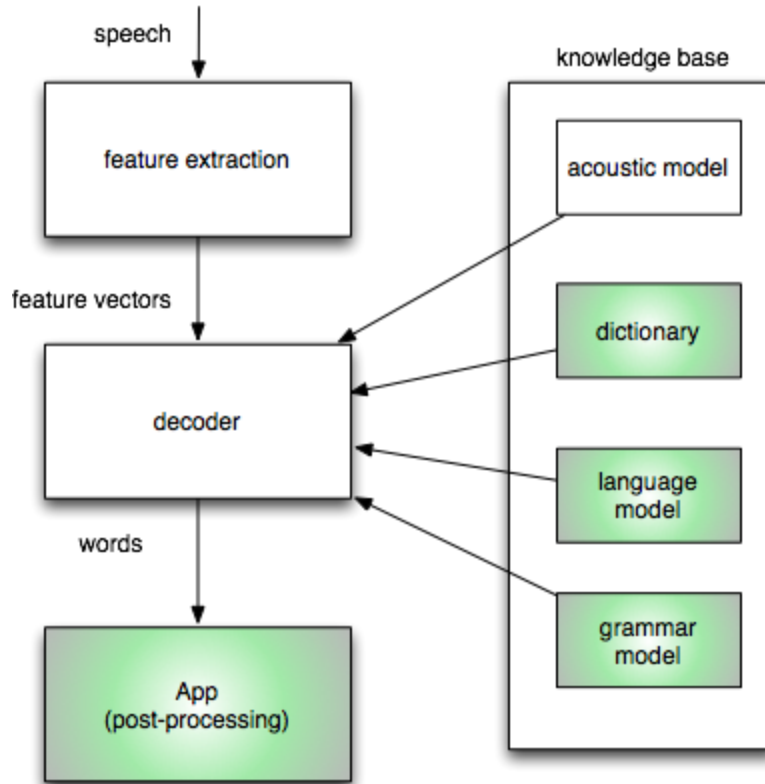 speech
feature extraction
feature vectors
decoder
words
App
(post-processing)
knowledge base
acoustic model
dictionary
language
model
grammar
model